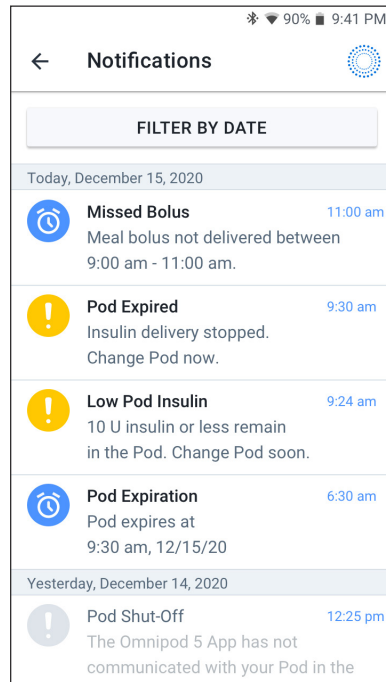 90% 9:41 PM
Notifications
FILTER BY DATE
Today, December 15, 2020
Missed Bolus 11:00 am
Meal bolus not delivered between
9:00 am - 11:00 am.
Pod Expired 9:30 am
Insulin delivery stopped.
Change Pod now.
Low Pod Insulin 9:24 am
10 U insulin or less remain
in the Pod. Change Pod soon.
Pod Expiration 6:30 am
Pod expires at
9:30 am, 12/15/20
Yesterday, December 14, 2020
Pod Shut-Off 12:25 pm
The Omnipod 5 App has not
communicated with your Pod in the